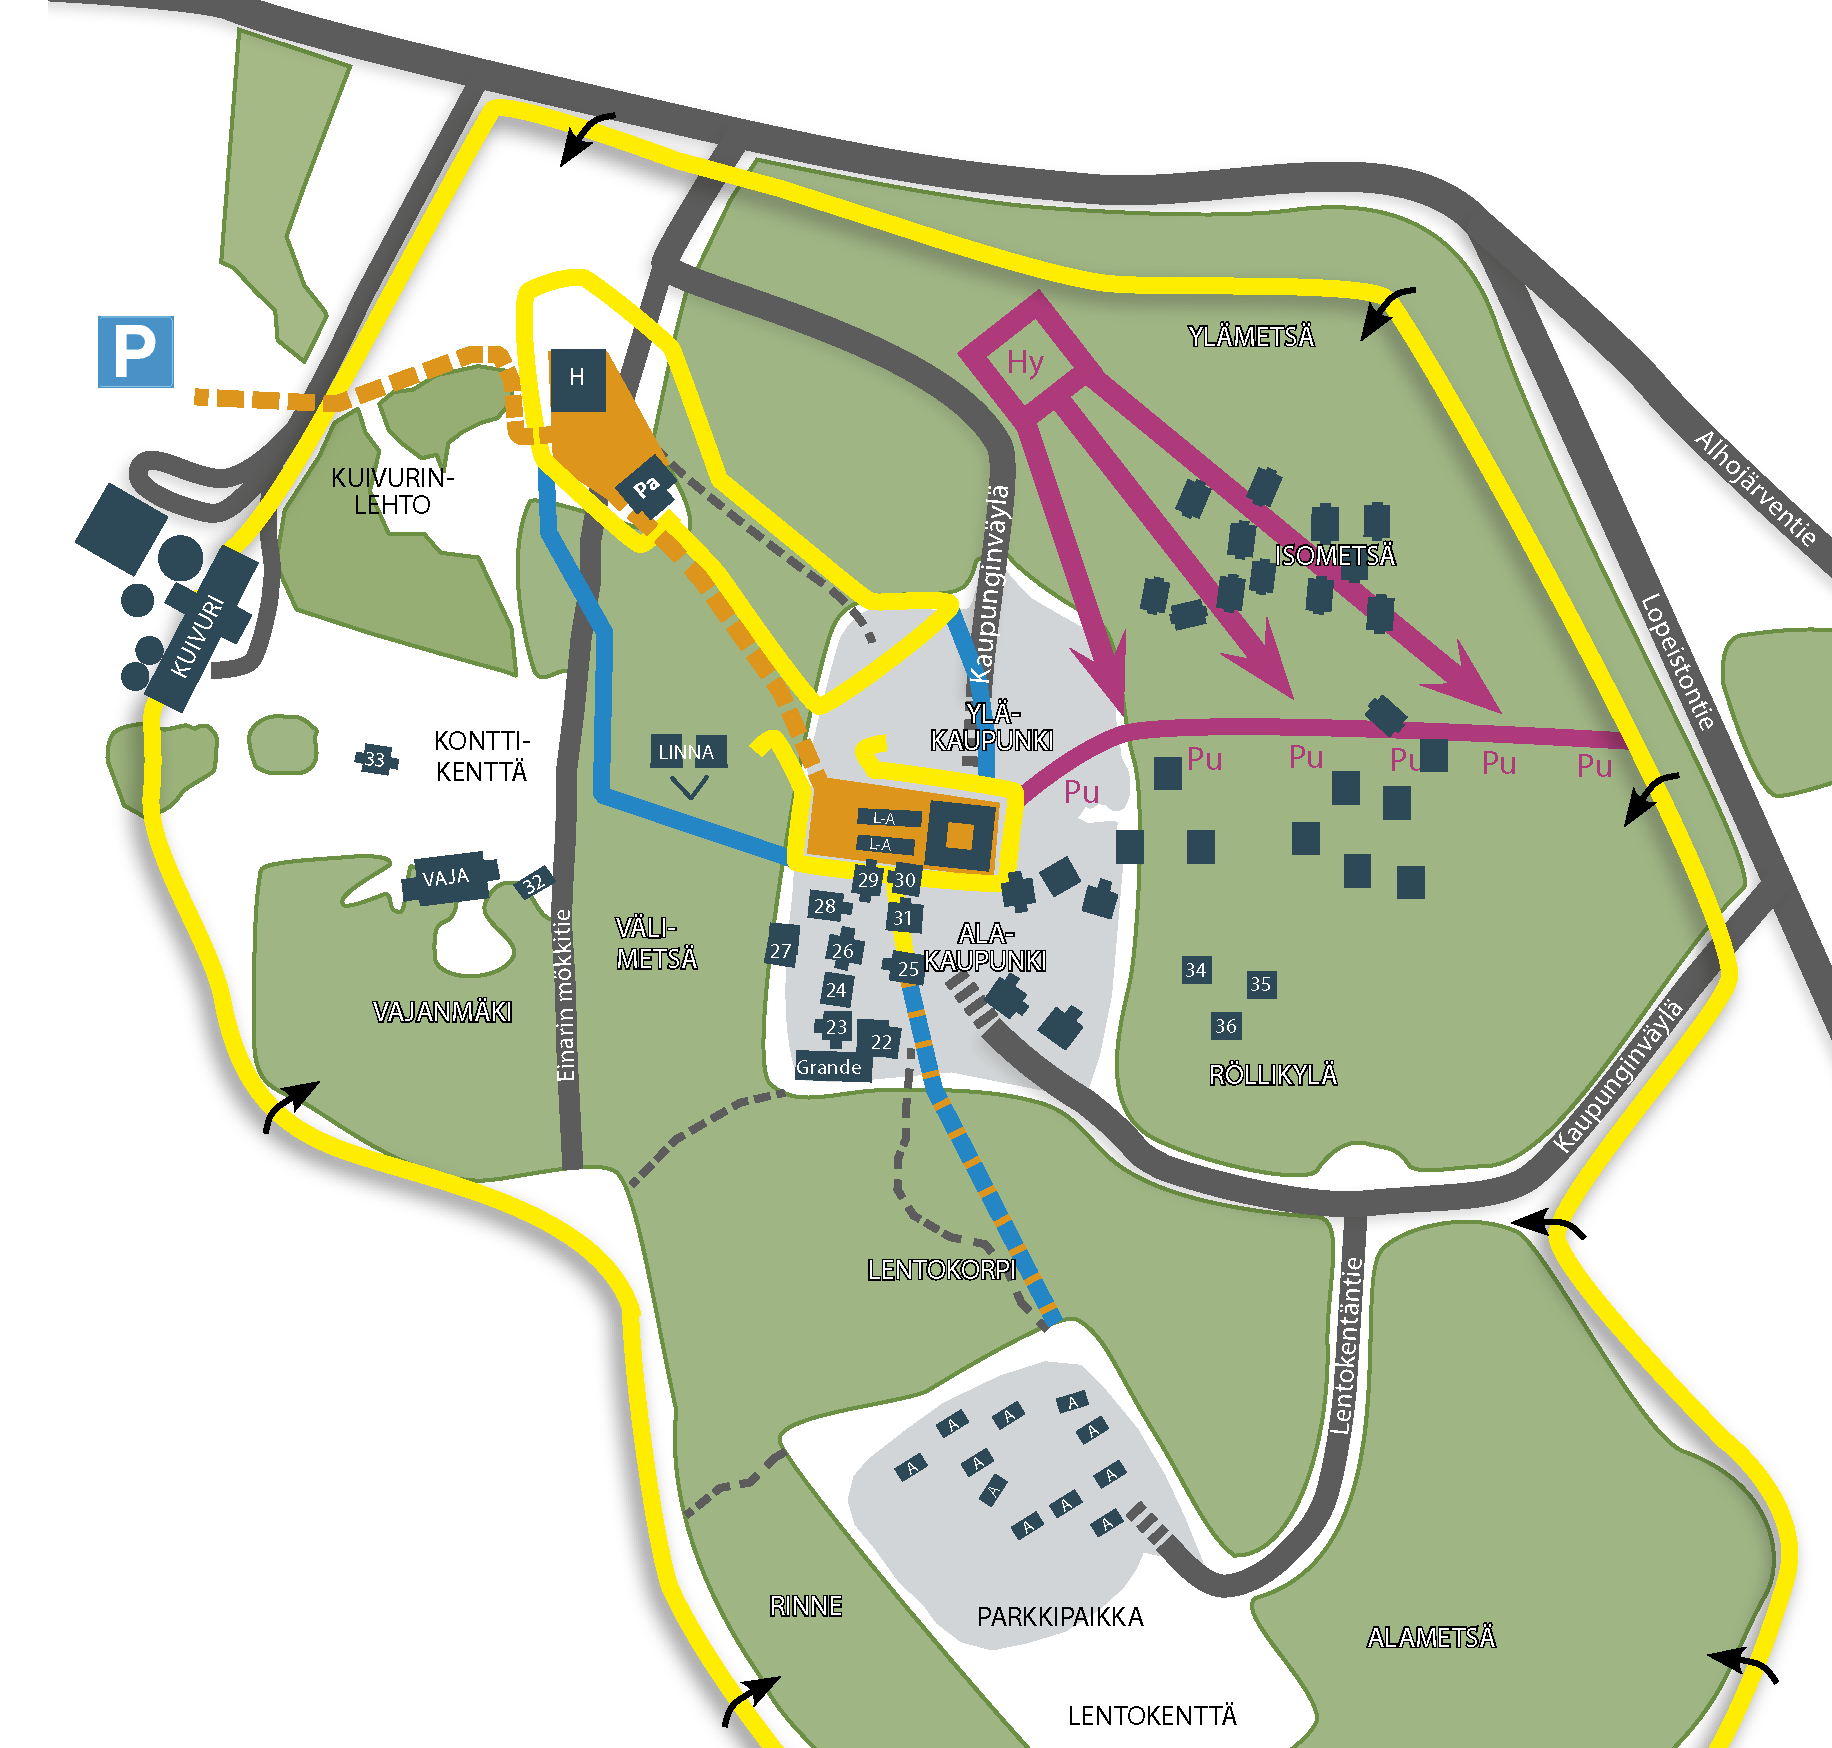 YLÄMETSÄ
P
Hy
H
Alhojärventie
KUIVURIN-
LEHTO
Pa
Kaupunginväylä
ISOMETSÄ
Lopeistontie
KUIVURI
YLÄ-
KAUPUNKI
KONTTI-
KENTTÄ
33
LINNA
Pu
Pu
Pu
Pu
Pu
Pu
L-A
L-A
VAJA
32
29
30
28
31
27
26
25
24
23
22
Grande
ALA-
KAUPUNKI
VÄLI-
METSÄ
Einarin mökkitie
VAJANMÄKI
34
35
36
RÖLLIKYLÄ
Kaupunginväylä
LENTOKORPI
Lentokentäntie
A
A
A
A
A
A
A
A
A
A
A
RINNE
PARKKIPAIKKA
ALAMETSÄ
LENTOKENTTÄ